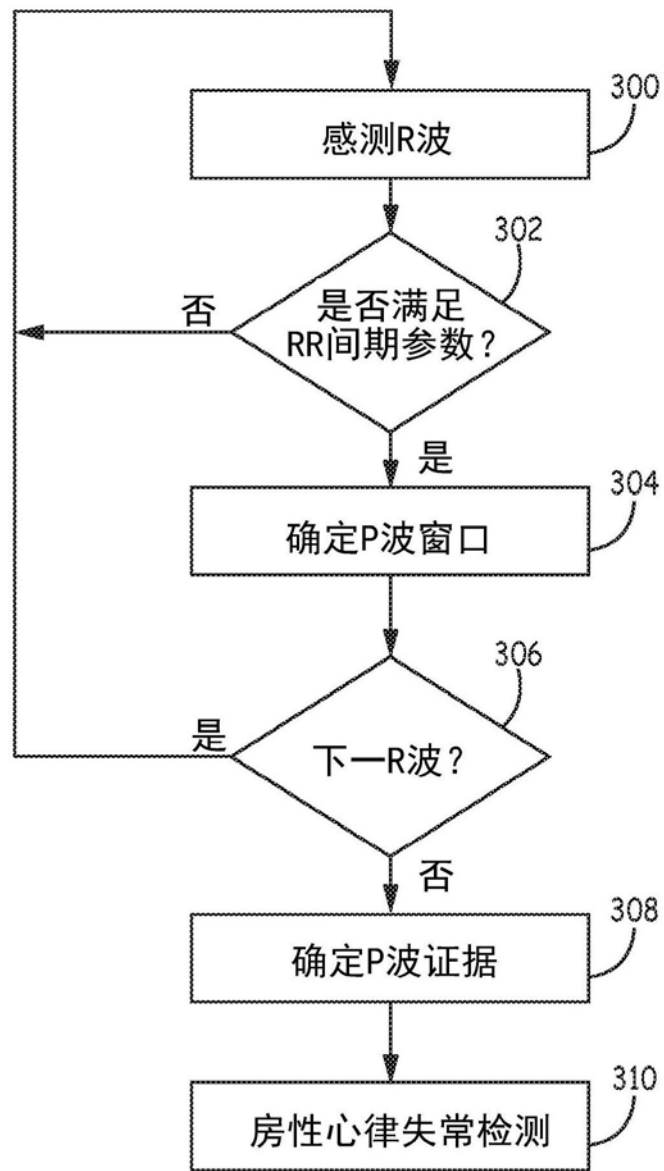 300
感测R波
302
是否满足
RR间期参数?
否
是
304
确定P波窗口
306
下一R波?
是
否
308
确定P波证据
310
房性心律失常检测